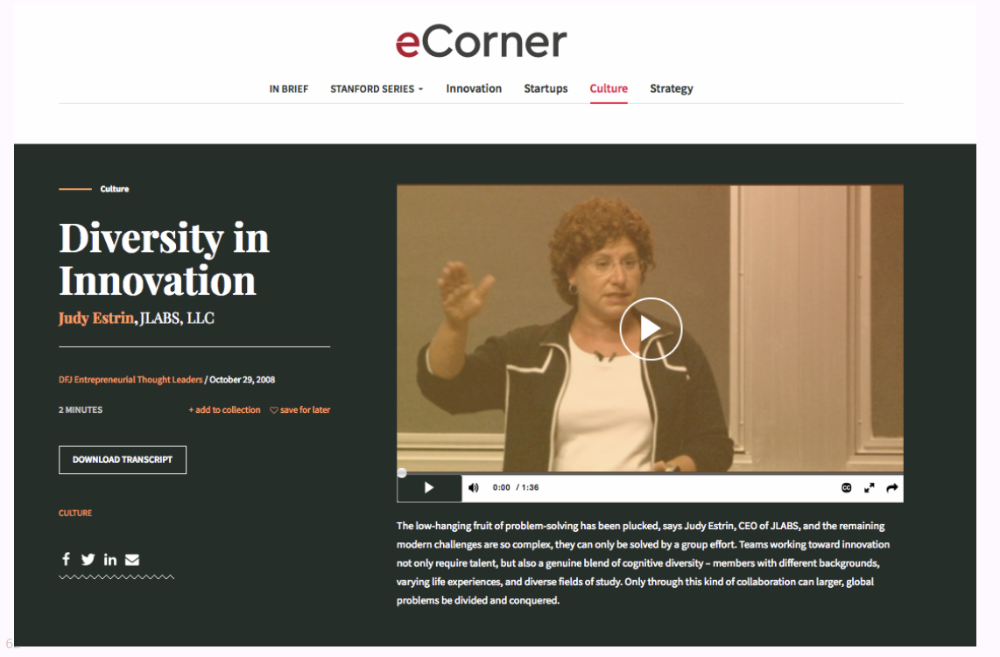 eCorner
IN BRIEF STANFORD SERIES Innovation Startups Culture Strategy
Culture
Diversity in
Innovation
Judy Estrin, JLABS, LLC
DFJ Entrepreneurial Thought Leaders / October 29, 2008
2 MINUTES + add to collection save for later
DOWNLOAD TRANSCRIPT
CULTURE
0:00 / 1:36
CC
The low-hanging fruit of problem-solving has been plucked, says Judy Estrin, CEO of JLABS, and the remaining
modern challenges are so complex, they can only be solved by a group effort. Teams working toward innovation
not only require talent, but also a genuine blend of cognitive diversity – members with different backgrounds,
varying life experiences, and diverse fields of study. Only through this kind of collaboration can larger, global
problems be divided and conquered.